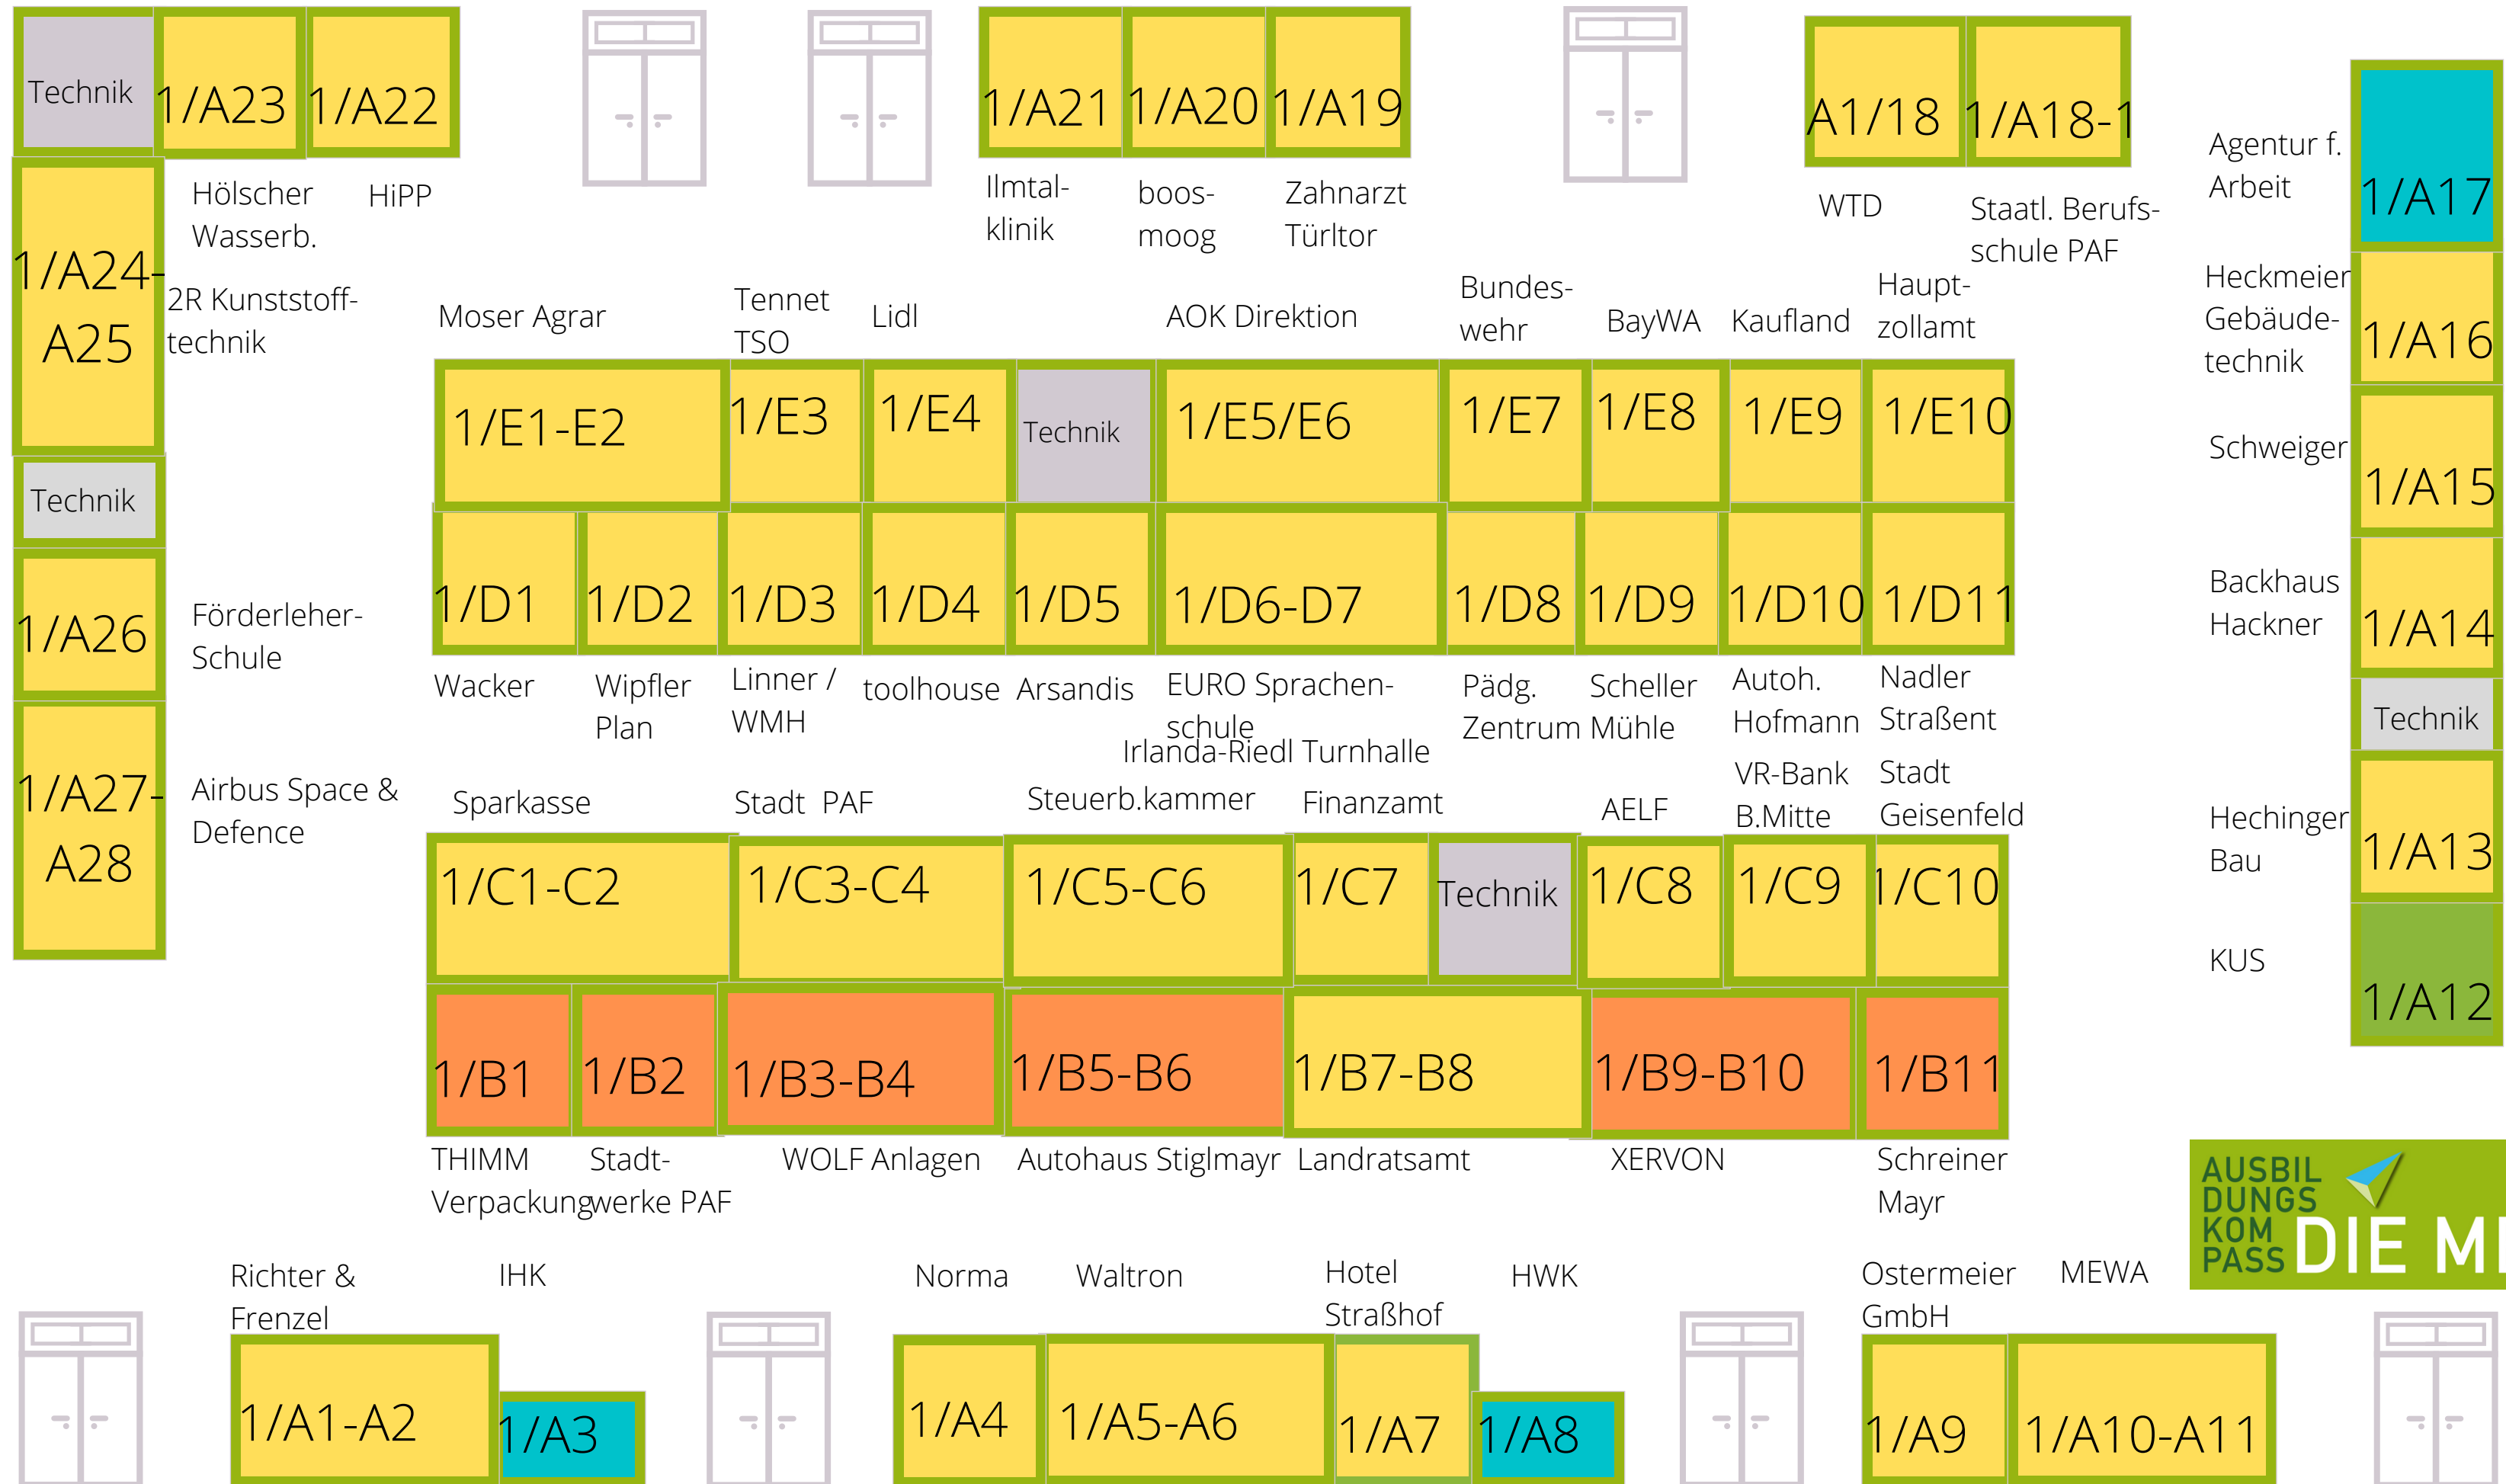 Technik
1/A23
1/A22
1/A21
1/A20
1/A19
A1/18
1/A18-1
1/A17
Hölscher
Wasserb.
HiPP
Ilmtal-
klinik
boos-
moog
Zahnarzt
Türltor
WTD
Staatl. Berufs-
schule PAF
Agentur f.
Arbeit
1/A24-
A25
2R Kunststoff-
technik
Moser Agrar
Tennet
TSO
Lidl
AOK Direktion
Bundes-
wehr
BayWA
Kaufland
Haupt-
zollamt
Heckmeier
Gebäude-
technik
1/A16
1/E1-E2
1/E3
1/E4
Technik
1/E5/E6
1/E7
1/E8
1/E9
1/E10
Schweiger
1/A15
Technik
1/D1
1/D2
1/D3
1/D4
1/D5
1/D6-D7
1/D8
1/D9
1/D10
1/D11
Backhaus
Hackner
1/A14
1/A26
Förderleher-
Schule
Wacker
Wipfler
Plan
Linner /
WMH
toolhouse
Arsandis
EURO Sprachen-
schule
Pädg.
Zentrum
Scheller
Mühle
Autoh.
Hofmann
Nadler
Straßent
Technik
Irlanda-Riedl Turnhalle
1/A27-
A28
Airbus Space &
Defence
Sparkasse
Stadt  PAF
Steuerb.kammer
Finanzamt
AELF
VR-Bank
B.Mitte
Stadt
Geisenfeld
Hechinger
Bau
1/A13
1/C1-C2
1/C3-C4
1/C5-C6
1/C7
Technik
1/C8
1/C9
1/C10
KUS
1/A12
1/B1
1/B2
1/B3-B4
1/B5-B6
1/B7-B8
1/B9-B10
1/B11
THIMM
Verpackung
Stadt-
werke PAF
WOLF Anlagen
Autohaus Stiglmayr
Landratsamt
XERVON
Schreiner
Mayr
AUSBIL
DUNGS
KOM
PASS
DIE M
Richter &
Frenzel
IHK
Norma
Waltron
Hotel
Straßhof
HWK
Ostermeier
GmbH
MEWA
1/A1-A2
1/A3
1/A4
1/A5-A6
1/A7
1/A8
1/A9
1/A10-A11